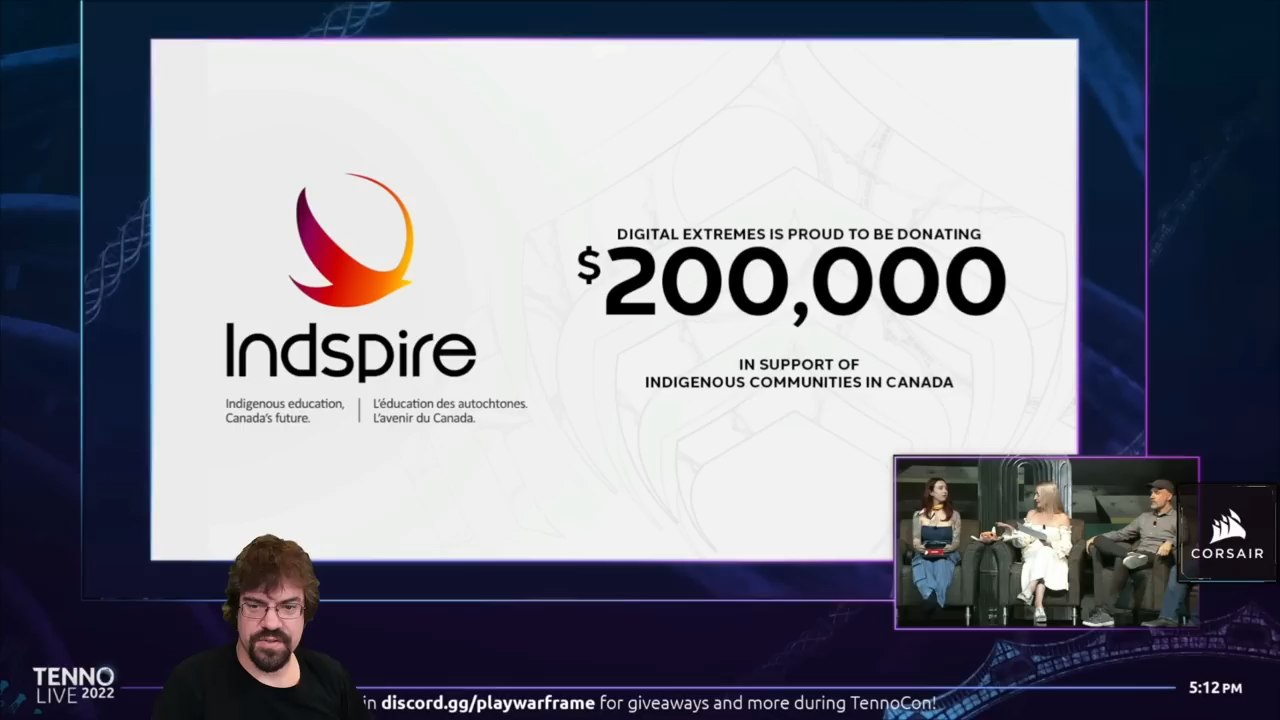 DIGITAL EXTREMES IS PROUD TO BE DONATING
$200,000
IN SUPPORT OF
INDIGENOUS COMMUNITIES IN CANADA
Indspire
Indigenous education,
Canada's future.
L'éducation des autochtones.
L'avenir du Canada.
CORSAIR
TENNO
LIVE 2022
in discord.gg/playwarframe for giveaways and more during TennoCon!
5:12 PM